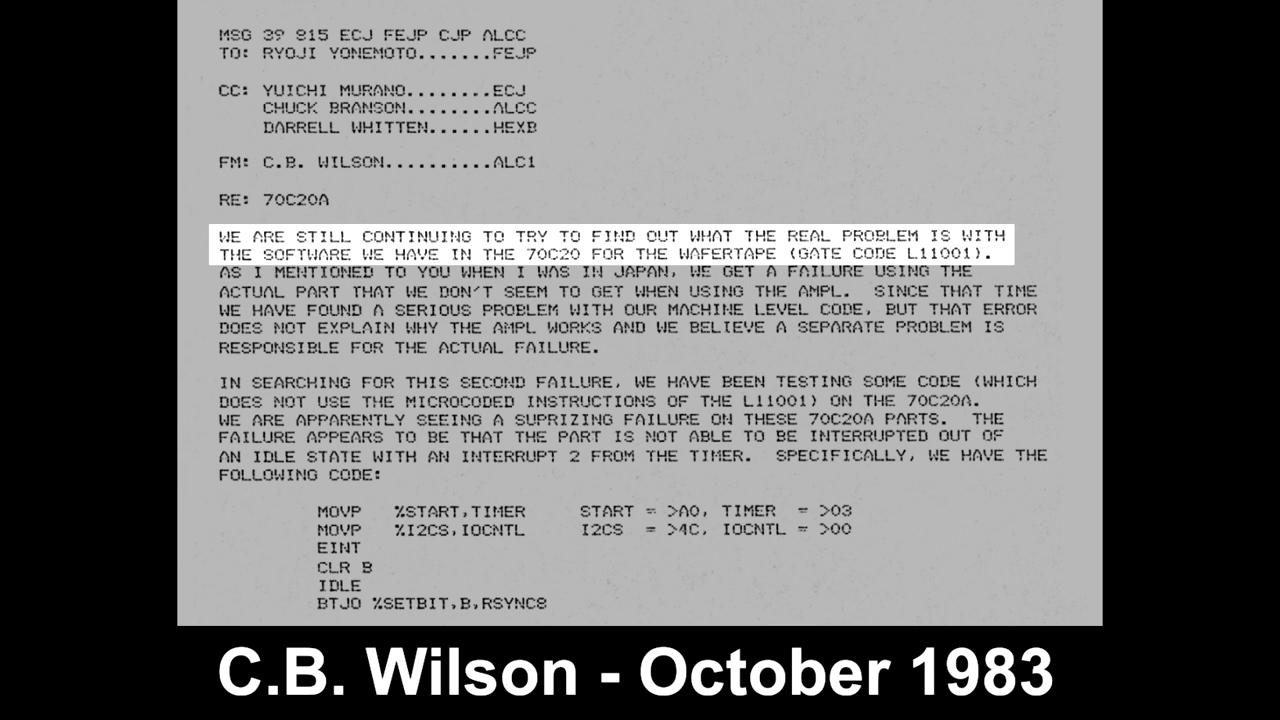 MSG 39 815 ECJ FEJP CJP ALCC
TO: RYOJI YONEMOTO.......FEJP
CC: YUICHI MURANO........ECJ
CHUCK BRANSON........ALCC
DARRELL WHITTEN......HEXB
FM: C.B. WILSON..........ALC1
RE: 70C20A
WE ARE STILL CONTINUING TO TRY TO FIND OUT WHAT THE REAL PROBLEM IS WITH
THE SOFTWARE WE HAVE IN THE 70C20 FOR THE WAFERTAPE (GATE CODE L11001).
AS I MENTIONED TO YOU WHEN I WAS IN JAPAN, WE GET A FAILURE USING THE
ACTUAL PART THAT WE DON'T SEEM TO GET WHEN USING THE AMPL.  SINCE THAT TIME
WE HAVE FOUND A SERIOUS PROBLEM WITH OUR MACHINE LEVEL CODE, BUT THAT ERROR
DOES NOT EXPLAIN WHY THE AMPL WORKS AND WE BELIEVE A SEPARATE PROBLEM IS
RESPONSIBLE FOR THE ACTUAL FAILURE.
IN SEARCHING FOR THIS SECOND FAILURE, WE HAVE BEEN TESTING SOME CODE (WHICH
DOES NOT USE THE MICROCODED INSTRUCTIONS OF THE L11001) ON THE 70C20A.
WE ARE APPARENTLY SEEING A SUPRIZING FAILURE ON THESE 70C20A PARTS.  THE
FAILURE APPEARS TO BE THAT THE PART IS NOT ABLE TO BE INTERRUPTED OUT OF
AN IDLE STATE WITH AN INTERRUPT 2 FROM THE TIMER.  SPECIFICALLY, WE HAVE THE
FOLLOWING CODE:
MOVP %START,TIMER START = >A0, TIMER = >03
MOVP %I2CS,IOCNTL I2CS = >4C, IOCNTL = >00
EINT
CLR B
IDLE
BTJO %SETBIT,B,RSYNC8
C.B. Wilson - October 1983